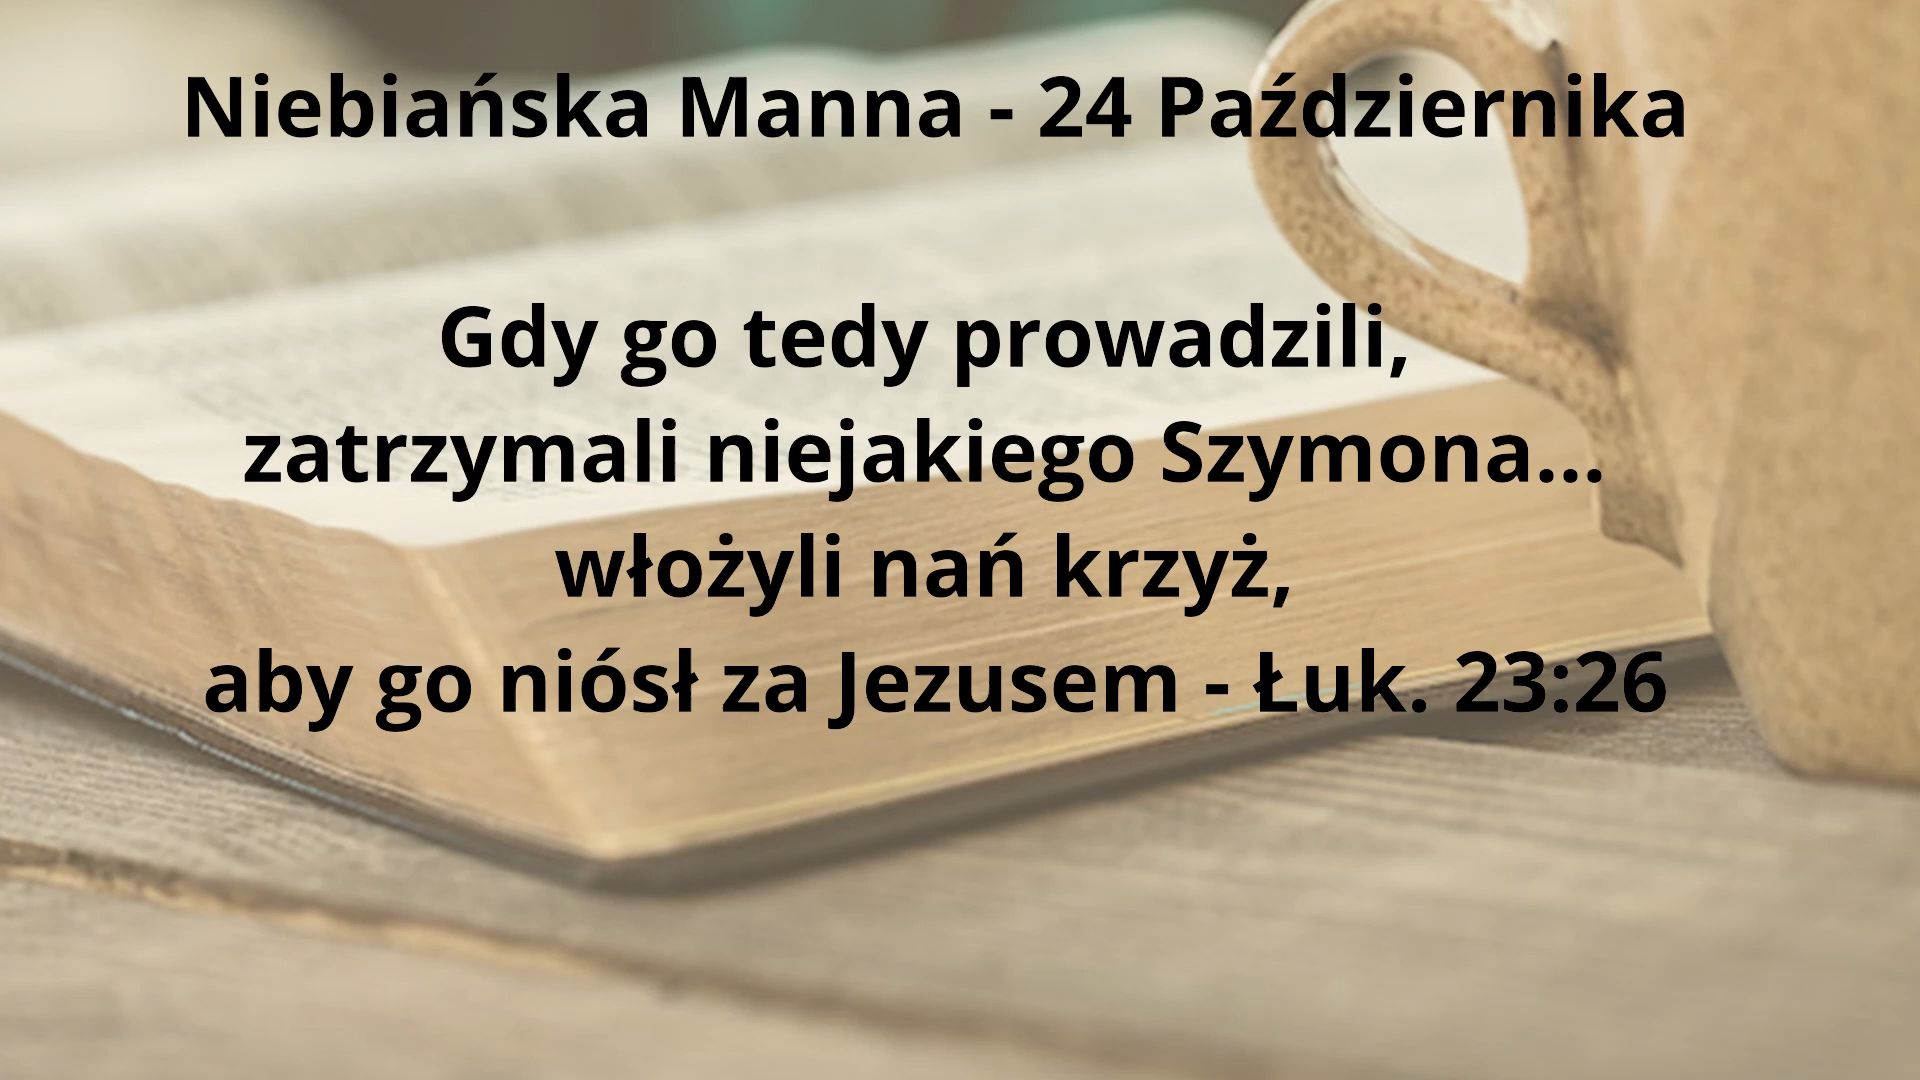 Niebiańska Manna - 24 Października
Gdy go tedy prowadzili,
zatrzymali niejakiego Szymona...
włożyli nań krzyż,
aby go niósł za Jezusem - Łuk. 23:26